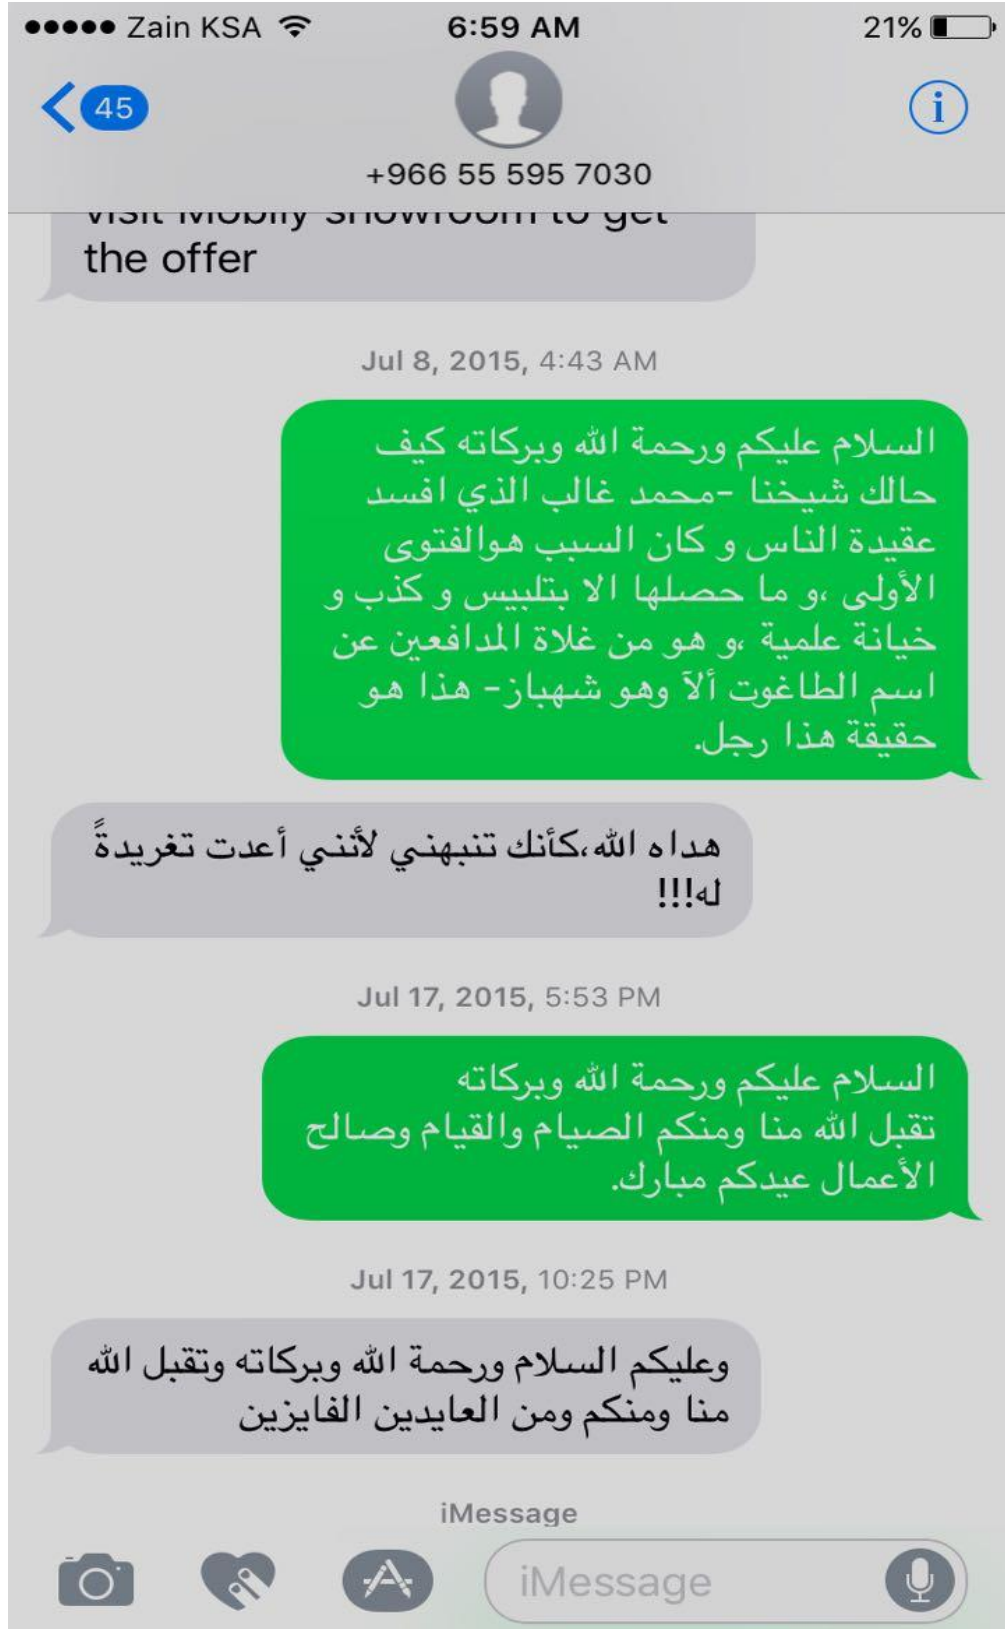 Zain KSA
6:59 AM
21%
45
i
+966 55 595 7030
visit Mobily showroom to get
the offer
Jul 8, 2015, 4:43 AM
السلام عليكم ورحمة الله وبركاته كيف
حالك شيخنا -محمد غالب الذي افسد
عقيدة الناس و كان السبب هوالفتوى
الأولى ،و ما حصلها الا بتلبيس و كذب و
خيانة علمية ،و هو من غلاة المدافعين عن
اسم الطاغوت ألآ وهو شهباز- هذا هو
حقيقة هذا رجل.
هداه الله،كأنك تنبهني لأنني أعدت تغريدةً
له!!!
Jul 17, 2015, 5:53 PM
السلام عليكم ورحمة الله وبركاته
تقبل الله منا ومنكم الصيام والقيام وصالح
الأعمال عيدكم مبارك.
Jul 17, 2015, 10:25 PM
وعليكم السلام ورحمة الله وبركاته وتقبل الله
منا ومنكم ومن العايدين الفايزين
iMessage
iMessage